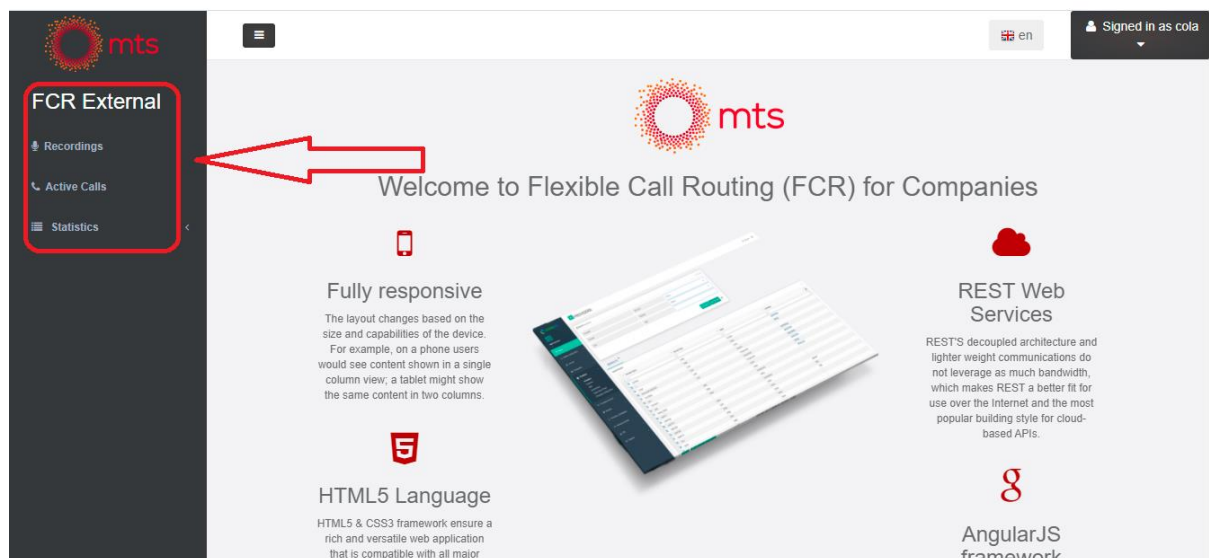 mts
FCR External
Recordings
Active Calls
Statistics
en
Signed in as cola
mts
Welcome to Flexible Call Routing (FCR) for Companies
Fully responsive
The layout changes based on the
size and capabilities of the device.
For example, on a phone users
would see content shown in a single
column view; a tablet might show
the same content in two columns.
HTML5 Language
HTML5 & CSS3 framework ensure a
rich and versatile web application
that is compatible with all major
REST Web
Services
REST'S decoupled architecture and
lighter weight communications do
not leverage as much bandwidth,
which makes REST a better fit for
use over the Internet and the most
popular building style for cloud-
based APIs.
AngularJS
framework